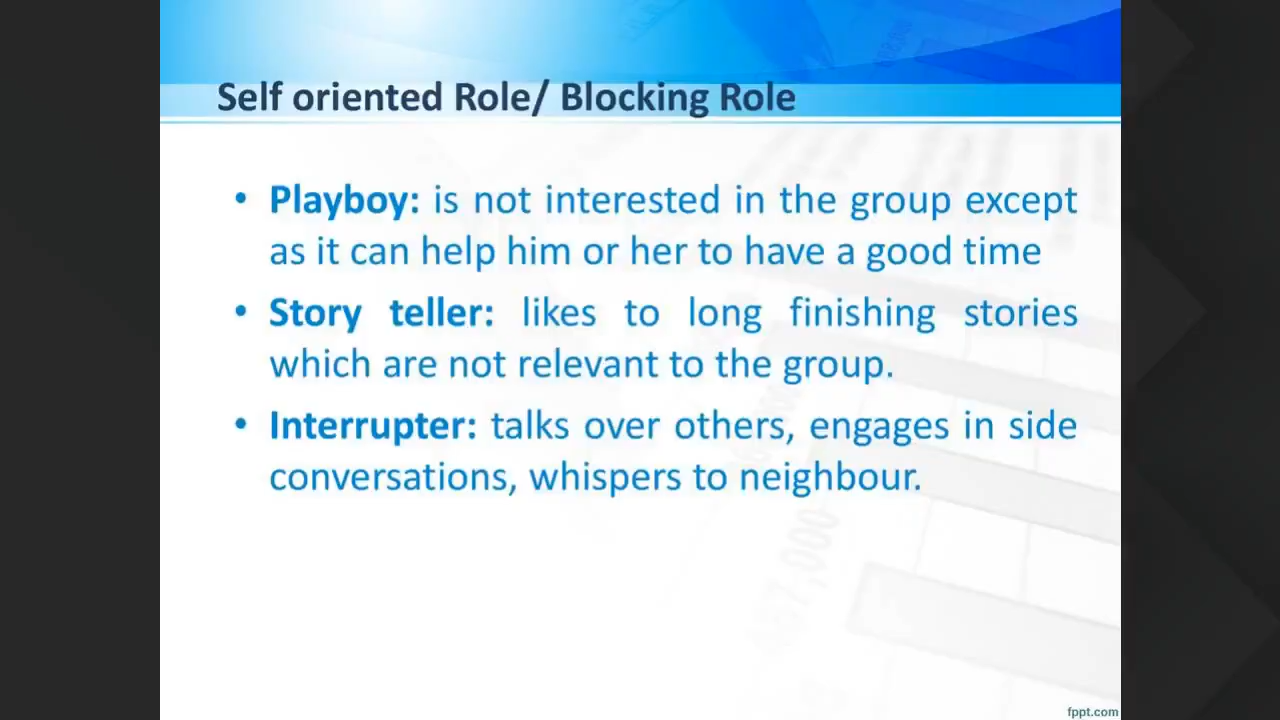 Self oriented Role/ Blocking Role
• Playboy: is not interested in the group except
as it can help him or her to have a good time
• Story teller: likes to long finishing stories
which are not relevant to the group.
• Interrupter: talks over others, engages in side
conversations, whispers to neighbour.
fppt.com